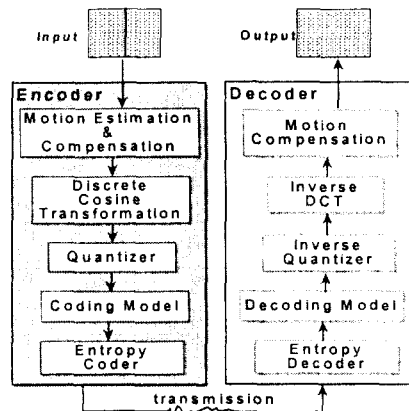 Input
Output
Encoder
Motion Estimation
&
Compensation
Discrete
Cosine
Transformation
Quantizer
Coding Model
Entropy
Coder
Decoder
Motion
Compensation
Inverse
DCT
Inverse
Quantizer
Decoding Model
Entropy
Decoder
transmission